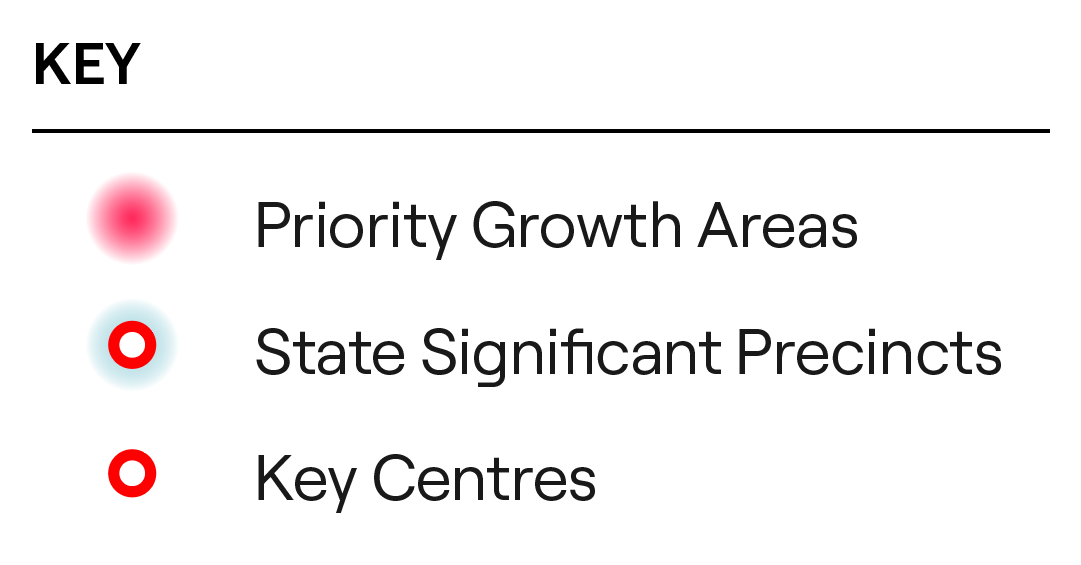 KEY
Priority Growth Areas
State Significant Precincts
Key Centres